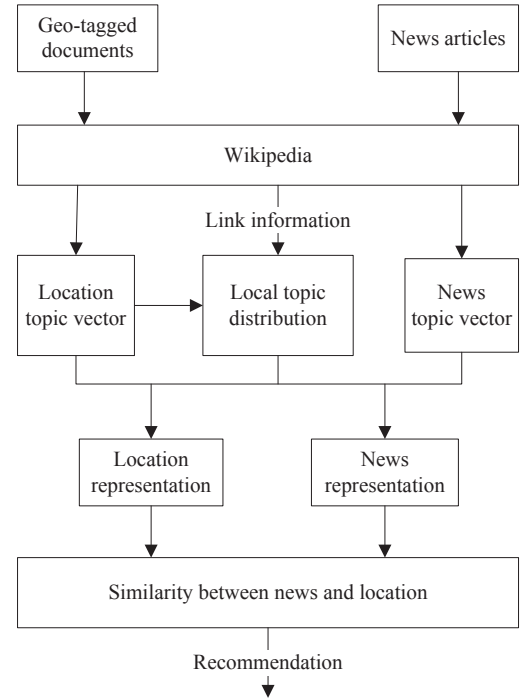 Geo-tagged
documents
News articles
Wikipedia
Link information
Location
topic vector
Local topic
distribution
News
topic vector
Location
representation
News
representation
Similarity between news and location
Recommendation